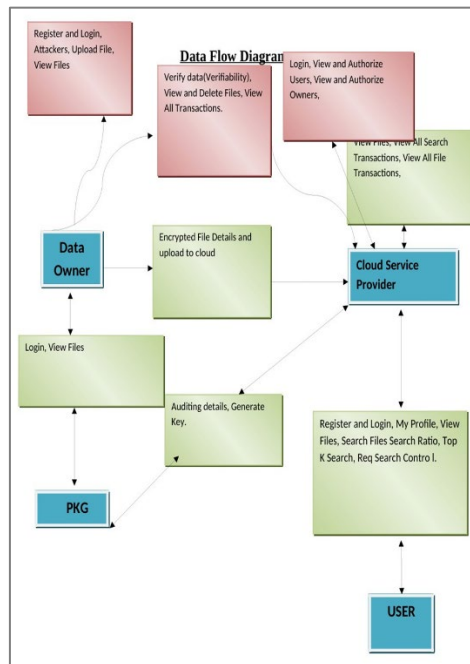 Register and Login,
Attackers, Upload File,
View Files
Data Flow Diagram
Verify data(Verifiability),
View and Delete Files, View
All Transactions.
Login, View and Authorize
Users, View and Authorize
Owners,
View Files, View All Search
Transactions, View All File
Transactions,
Data
Owner
Encrypted File Details and
upload to cloud
Cloud Service
Provider
Login, View Files
Auditing details, Generate
Key.
Register and Login, My Profile, View
Files, Search Files Search Ratio, Top
K Search, Req Search Contro l.
PKG
USER